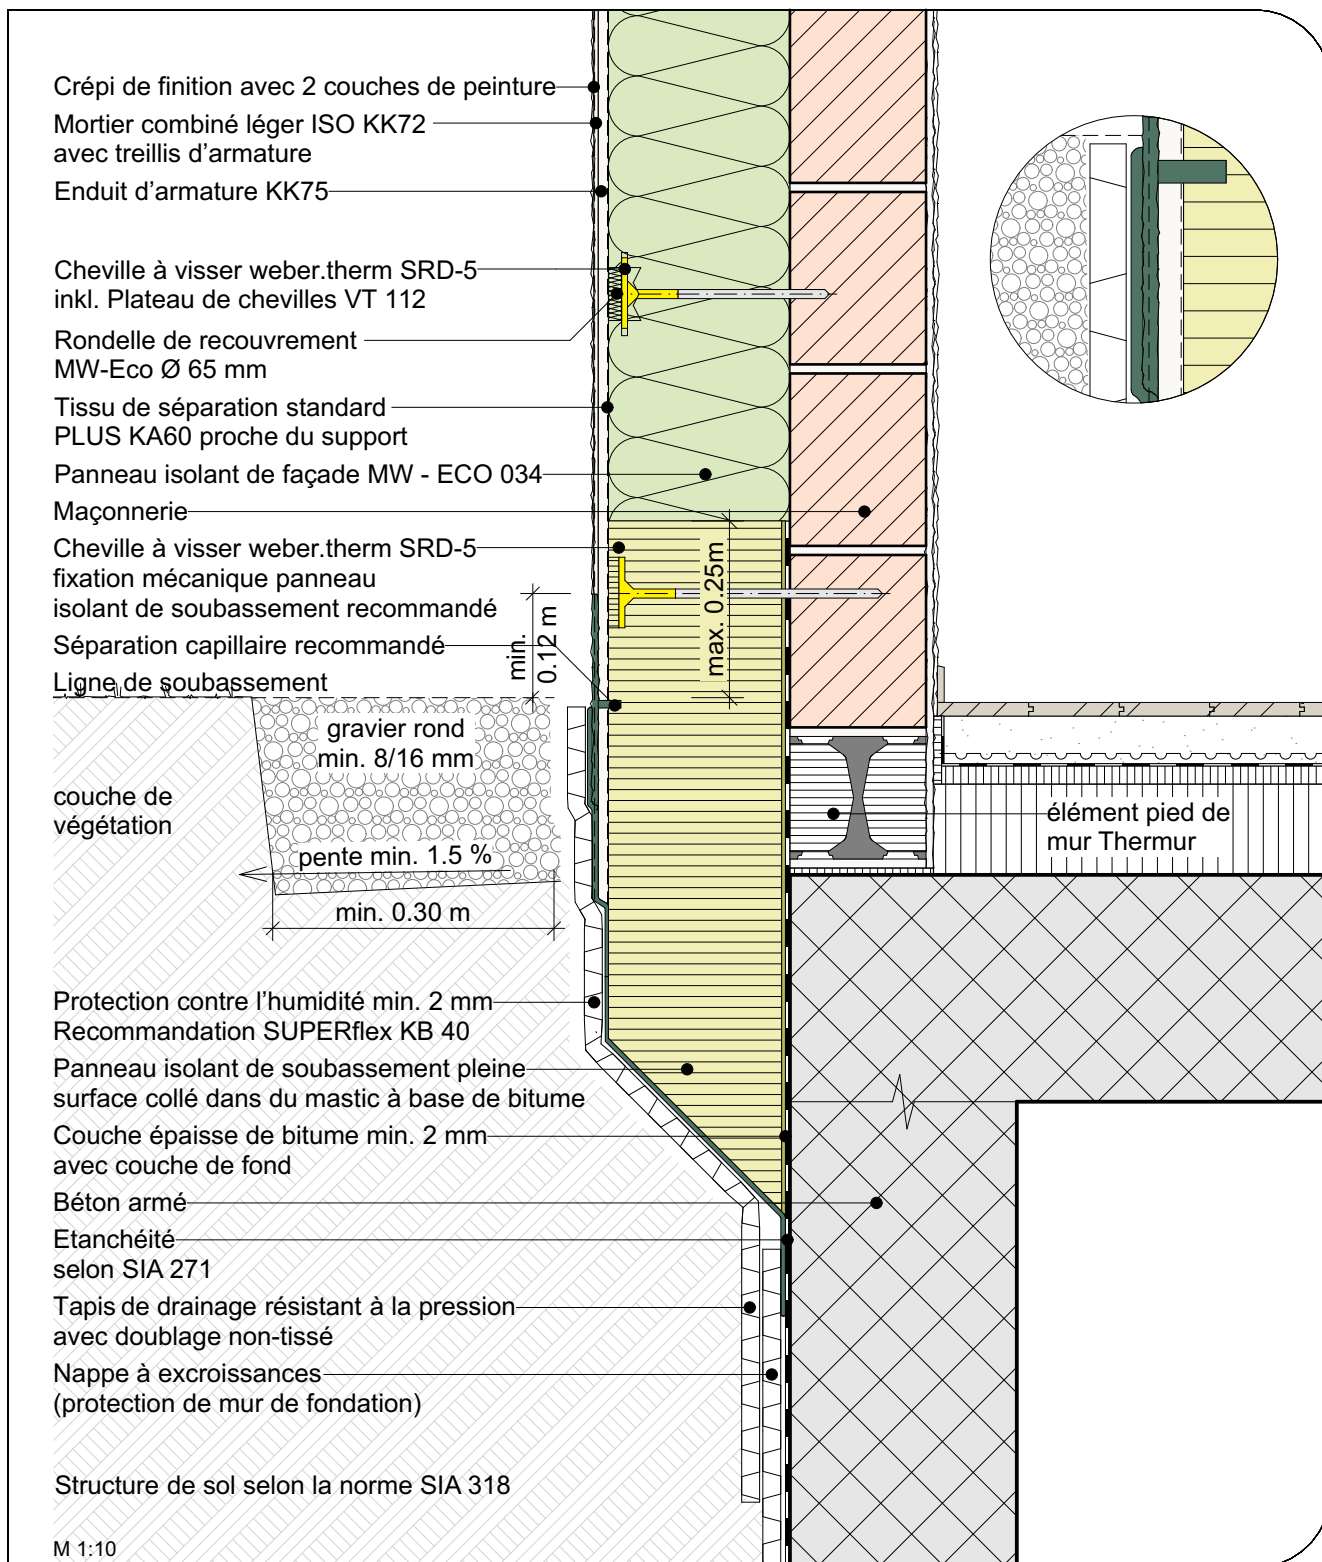 Crépi de finition avec 2 couches de peinture
Mortier combiné léger ISO KK72
avec treillis d'armature
Enduit d'armature KK75
Cheville à visser weber.therm SRD-5
inkl. Plateau de chevilles VT 112
Rondelle de recouvrement
MW-Eco Ø 65 mm
Tissu de séparation standard
PLUS KA60 proche du support
Panneau isolant de façade MW - ECO 034
Maçonnerie
Cheville à visser weber.therm SRD-5
fixation mécanique panneau
isolant de soubassement recommandé
Séparation capillaire recommandé
Ligne de soubassement
min.
0.12 m
max. 0.25m
gravier rond
min. 8/16 mm
couche de
végétation
pente min. 1.5 %
min. 0.30 m
élément pied de
mur Thermur
Protection contre l'humidité min. 2 mm
Recommandation SUPERflex KB 40
Panneau isolant de soubassement pleine
surface collé dans du mastic à base de bitume
Couche épaisse de bitume min. 2 mm
avec couche de fond
Béton armé
Etanchéité
selon SIA 271
Tapis de drainage résistant à la pression
avec doublage non-tissé
Nappe à excroissances
(protection de mur de fondation)
Structure de sol selon la norme SIA 318
M 1:10